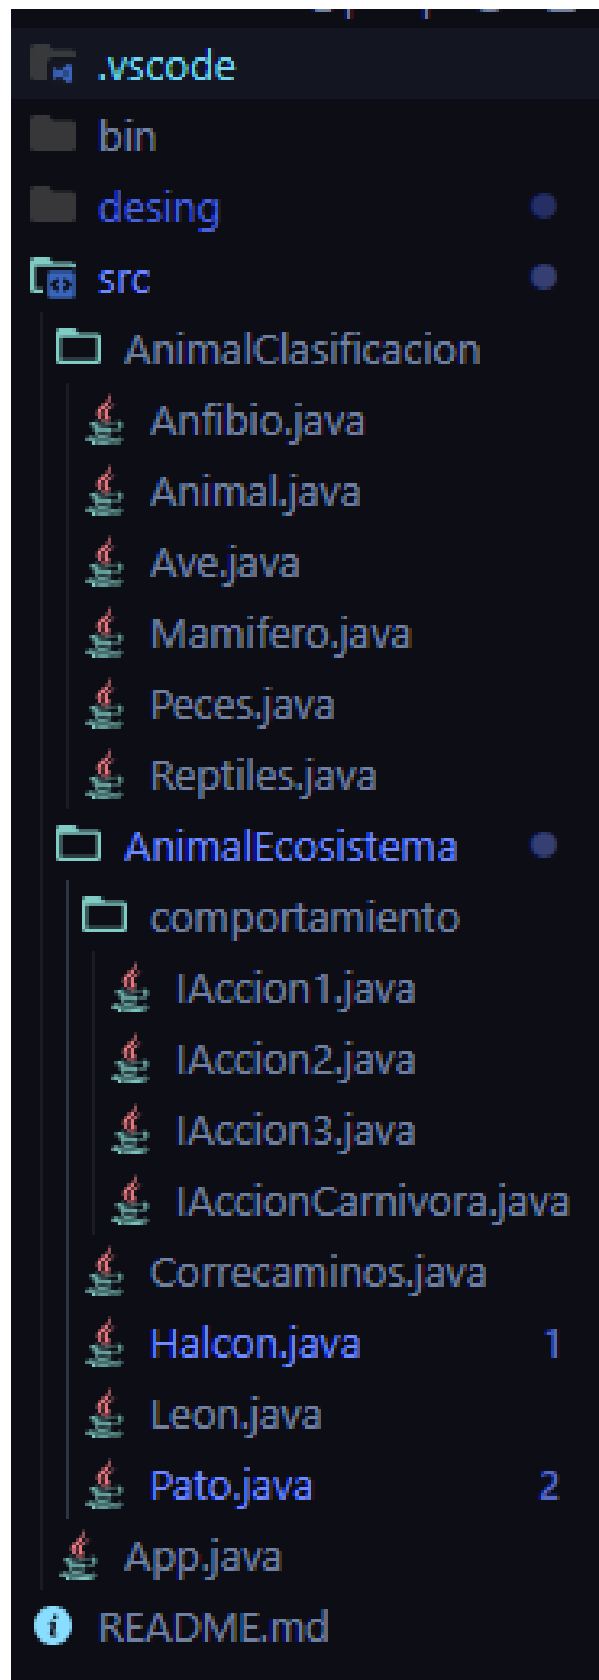 .vscode
bin
desing
src
AnimalClasificacion
Anfibio.java
Animal.java
Ave.java
Mamifero.java
Peces.java
Reptiles.java
AnimalEcosistema
comportamiento
IAccion1.java
IAccion2.java
IAccion3.java
IAccionCarnivora.java
Correcaminos.java
Halcon.java 1
Leon.java
Pato.java 2
App.java
README.md